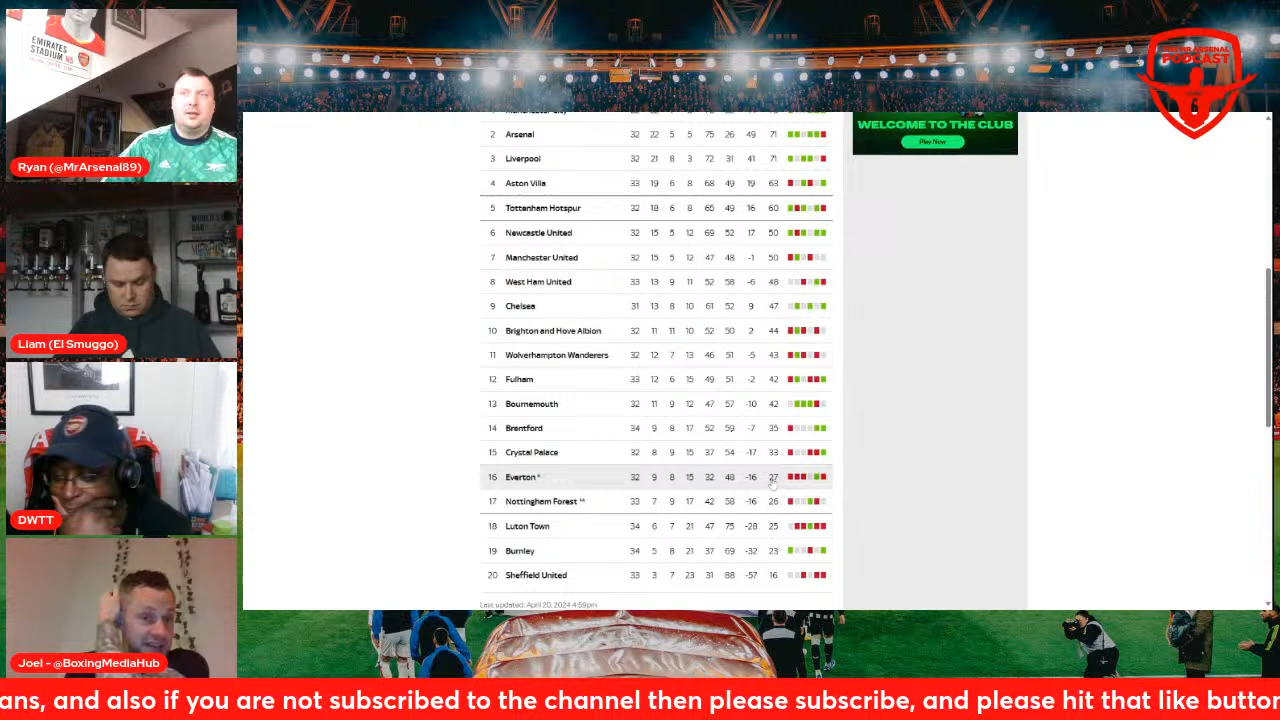 EMIRATES
STADIUM N5
Ryan (@MrArsenal89)
Liam (El Smuggo)
DWTT
Joel - @BoxingMediaHub
THE MR ARSENAL
PODCAST
WELCOME TO THE CLUB
Play Now
2 Arsenal 32 22 5 5 75 26 49 71
3 Liverpool 32 21 8 3 72 31 41 71
4 Aston Villa 33 19 6 8 68 49 19 63
5 Tottenham Hotspur 32 18 6 8 65 49 16 60
6 Newcastle United 32 15 5 12 69 52 17 50
7 Manchester United 32 15 5 12 47 48 -1 50
8 West Ham United 33 13 9 11 52 58 -6 48
9 Chelsea 31 13 8 10 61 52 9 47
10 Brighton and Hove Albion 32 11 11 10 52 50 2 44
11 Wolverhampton Wanderers 32 12 7 13 46 51 -5 43
12 Fulham 33 12 6 15 49 51 -2 42
13 Bournemouth 32 11 9 12 47 57 -10 42
14 Brentford 34 9 8 17 52 59 -7 35
15 Crystal Palace 32 8 9 15 37 54 -17 33
16 Everton * 32 9 8 15 32 48 -16 27
17 Nottingham Forest ** 33 7 9 17 42 58 -16 26
18 Luton Town 34 6 7 21 47 75 -28 25
19 Burnley 34 5 8 21 37 69 -32 23
20 Sheffield United 33 3 7 23 31 88 -57 16
Last updated: April 20, 2024 4:59pm
ans, and also if you are not subscribed to the channel then please subscribe, and please hit that like button